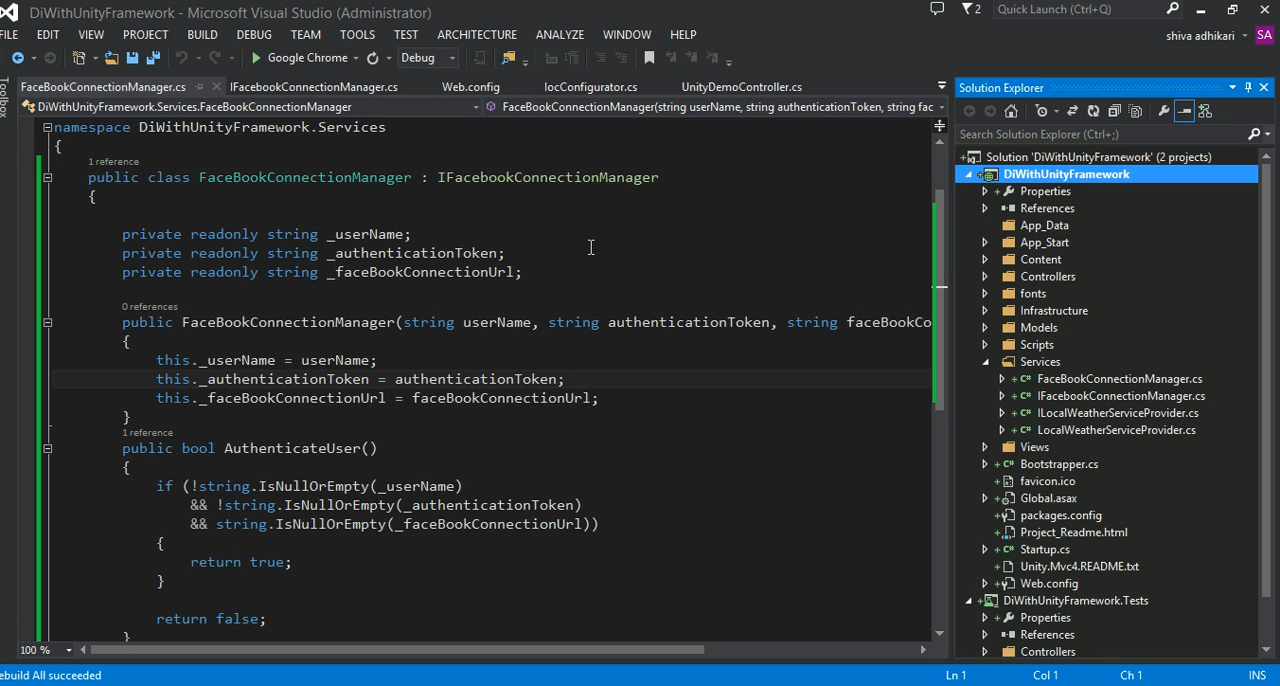 DiWithUnityFramework - Microsoft Visual Studio (Administrator)
2
Quick Launch (Ctrl+Q)
FILE EDIT VIEW PROJECT BUILD DEBUG TEAM TOOLS TEST ARCHITECTURE ANALYZE WINDOW HELP
shiva adhikari SA
Google Chrome Debug
Toolbox
FaceBookConnectionManager.cs IFacebookConnectionManager.cs Web.config IocConfigurator.cs UnityDemoController.cs
DiWithUnityFramework.Services.FaceBookConnectionManager FaceBookConnectionManager(string userName, string authenticationToken, string fac
namespace DiWithUnityFramework.Services
{
1 reference
public class FaceBookConnectionManager : IFacebookConnectionManager
{
private readonly string _userName;
private readonly string _authenticationToken;
private readonly string _faceBookConnectionUrl;
0 references
public FaceBookConnectionManager(string userName, string authenticationToken, string faceBookCo
{
this._userName = userName;
this._authenticationToken = authenticationToken;
this._faceBookConnectionUrl = faceBookConnectionUrl;
}
1 reference
public bool AuthenticateUser()
{
if (!string.IsNullOrEmpty(_userName)
&& !string.IsNullOrEmpty(_authenticationToken)
&& string.IsNullOrEmpty(_faceBookConnectionUrl))
{
return true;
}
return false;
}
100 %
Solution Explorer
Search Solution Explorer (Ctrl+;)
Solution 'DiWithUnityFramework' (2 projects)
DiWithUnityFramework
Properties
References
App_Data
App_Start
Content
Controllers
fonts
Infrastructure
Models
Scripts
Services
FaceBookConnectionManager.cs
IFacebookConnectionManager.cs
ILocalWeatherServiceProvider.cs
LocalWeatherServiceProvider.cs
Views
Bootstrapper.cs
favicon.ico
Global.asax
packages.config
Project_Readme.html
Startup.cs
Unity.Mvc4.README.txt
Web.config
DiWithUnityFramework.Tests
Properties
References
Controllers
ebuild All succeeded
Ln 1 Col 1 Ch 1 INS